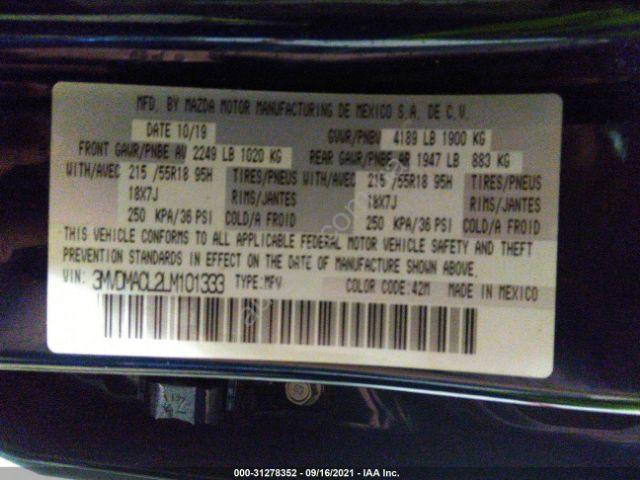 MFD. BY MAZDA MOTOR MANUFACTURING DE MEXICO S.A. DE C.V.
DATE 10/19 GVWR/PNBV 4189 LB 1900 KG
FRONT GAWR/PNBE AV 2249 LB 1020 KG REAR GAWR/PNBE AR 1947 LB 883 KG
WITH/AVEC 215 /55R18 95H TIRES/PNEUS WITH/AVEC 215 /55R18 95H TIRES/PNEUS
18X7J RIMS/JANTES 18X7J RIMS/JANTES
250 KPA/36 PSI COLD/A FROID 250 KPA/36 PSI COLD/A FROID
THIS VEHICLE CONFORMS TO ALL APPLICABLE FEDERAL MOTOR VEHICLE SAFETY AND THEFT
PREVENTION STANDARDS IN EFFECT ON THE DATE OF MANUFACTURE SHOWN ABOVE.
VIN: 3MVDMACL2LM101333 TYPE: MPV COLOR CODE: 42M MADE IN MEXICO
000-31278352 - 09/16/2021 - IAA Inc.